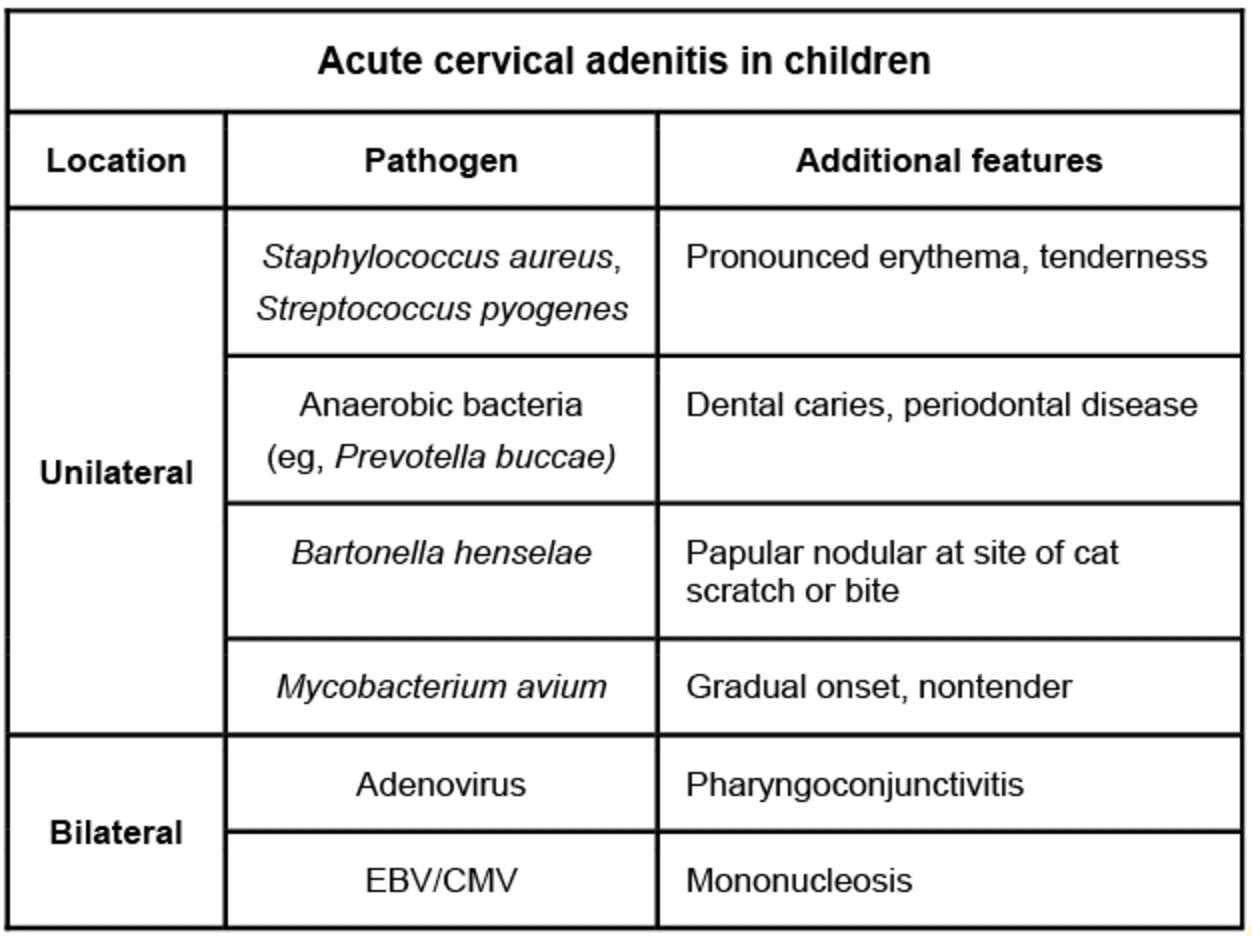 Acute cervical adenitis in children
Location Pathogen Additional features
Unilateral
Staphylococcus aureus,
Streptococcus pyogenes
Pronounced erythema, tenderness
Anaerobic bacteria
(eg, Prevotella buccae)
Dental caries, periodontal disease
Bartonella henselae
Papular nodular at site of cat
scratch or bite
Mycobacterium avium
Gradual onset, nontender
Bilateral
Adenovirus
Pharyngoconjunctivitis
EBV/CMV
Mononucleosis